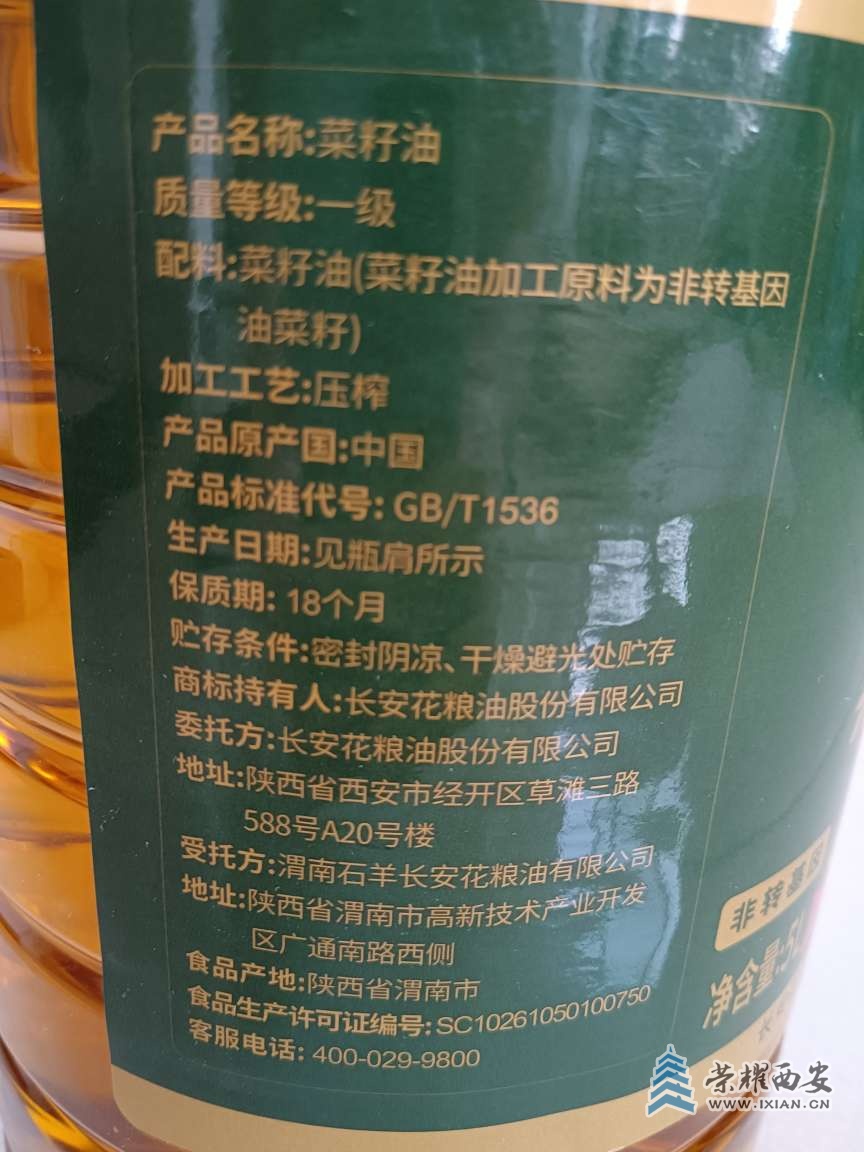 产品名称:菜籽油
质量等级:一级
配料:菜籽油(菜籽油加工原料为非转基因
油菜籽)
加工工艺:压榨
产品原产国:中国
产品标准代号: GB/T1536
生产日期:见瓶肩所示
保质期: 18个月
贮存条件:密封阴凉、干燥避光处贮存
商标持有人:长安花粮油股份有限公司
委托方:长安花粮油股份有限公司
地址:陕西省西安市经开区草滩三路
588号A20号楼
受托方:渭南石羊长安花粮油有限公司
地址:陕西省渭南市高新技术产业开发
区广通南路西侧
食品产地:陕西省渭南市
食品生产许可证编号: SC10261050100750
客服电话: 400-029-9800
非转基因
净含量:5L
荣耀西安
WWW.IXIAN.CN